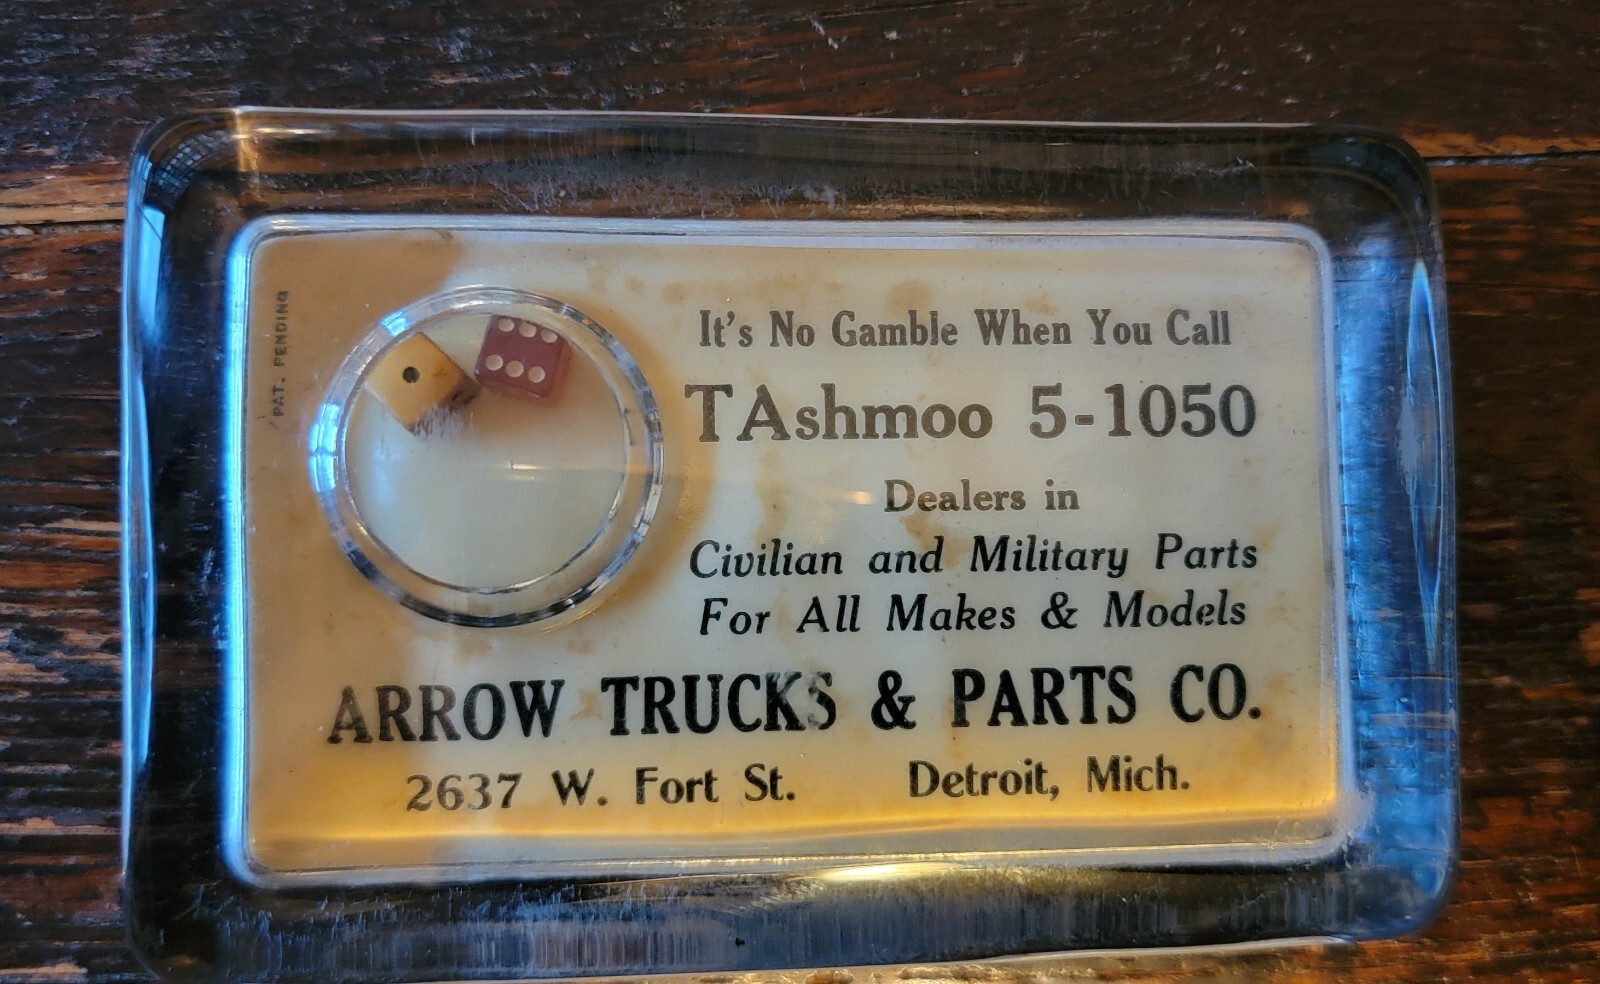 PAT. PENDING
It's No Gamble When You Call
TAshmoo 5-1050
Dealers in
Civilian and Military Parts
For All Makes & Models
ARROW TRUCKS & PARTS CO.
2637 W. Fort St. Detroit, Mich.